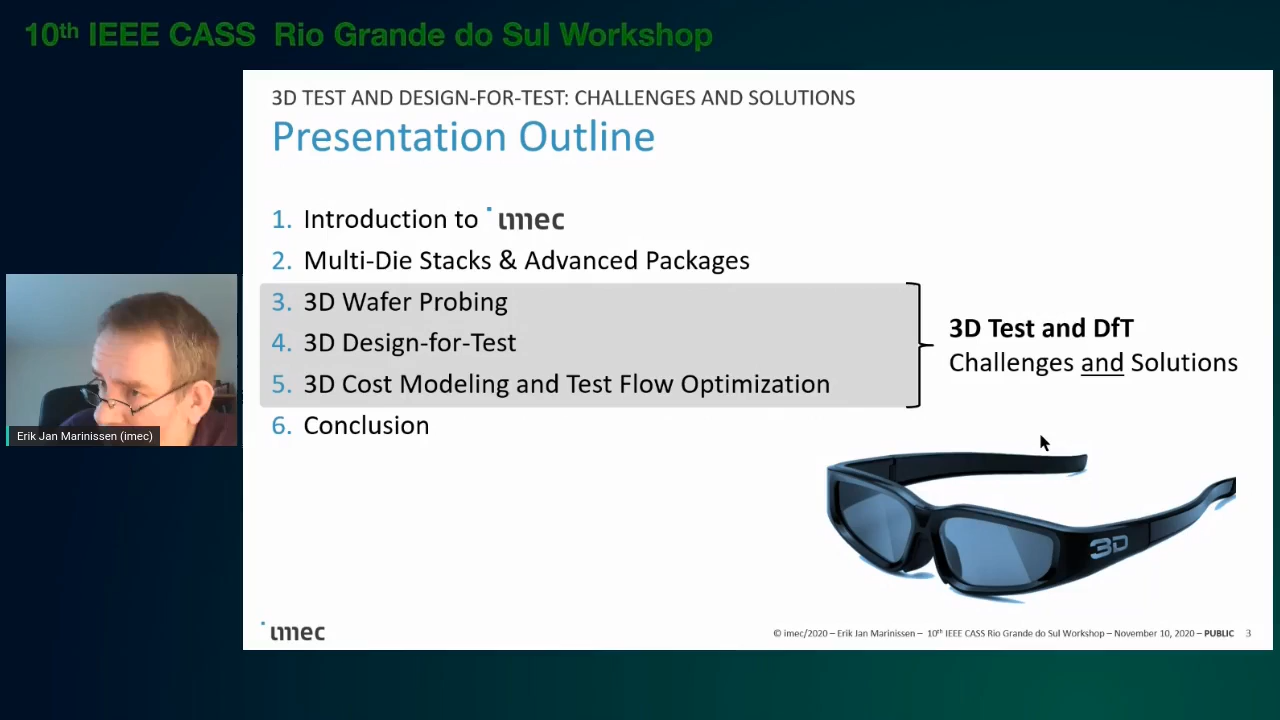 10th IEEE CASS Rio Grande do Sul Workshop
3D TEST AND DESIGN-FOR-TEST: CHALLENGES AND SOLUTIONS
Presentation Outline
1. Introduction to imec
2. Multi-Die Stacks & Advanced Packages
3. 3D Wafer Probing
4. 3D Design-for-Test
5. 3D Cost Modeling and Test Flow Optimization
6. Conclusion
3D Test and DfT
Challenges and Solutions
3D
Erik Jan Marinissen (imec)
imec
© imec/2020 – Erik Jan Marinissen – 10th IEEE CASS Rio Grande do Sul Workshop – November 10, 2020 – PUBLIC 3